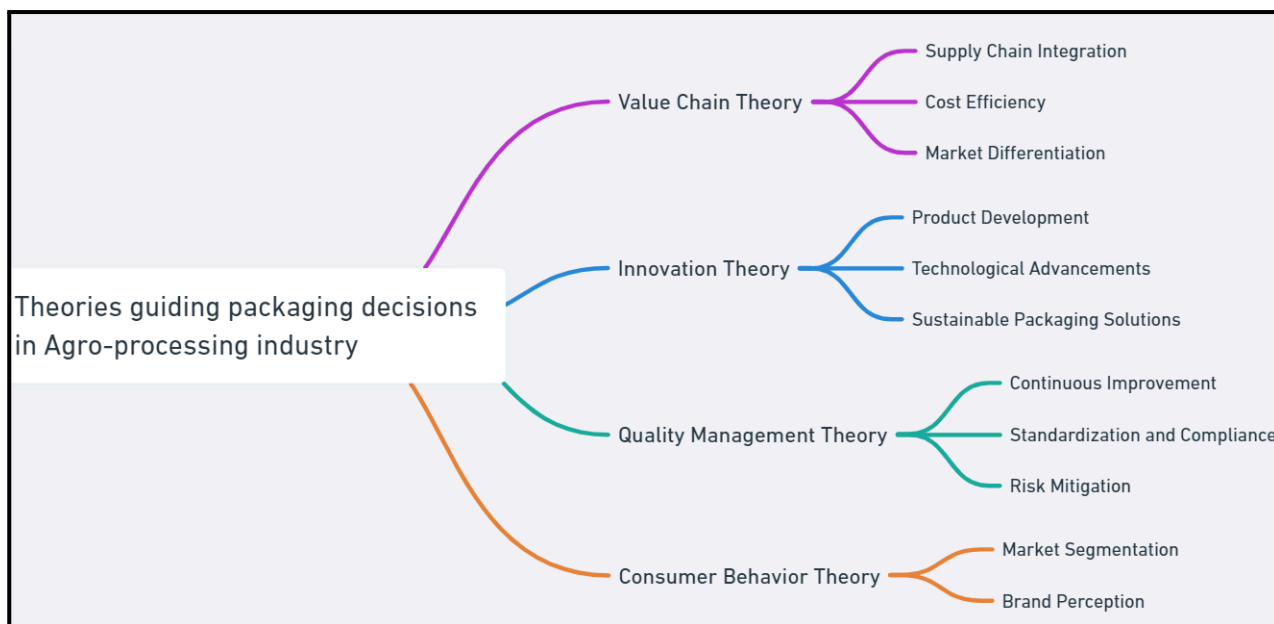 Theories guiding packaging decisions
in Agro-processing industry
Value Chain Theory
Supply Chain Integration
Cost Efficiency
Market Differentiation
Innovation Theory
Product Development
Technological Advancements
Sustainable Packaging Solutions
Quality Management Theory
Continuous Improvement
Standardization and Compliance
Risk Mitigation
Consumer Behavior Theory
Market Segmentation
Brand Perception